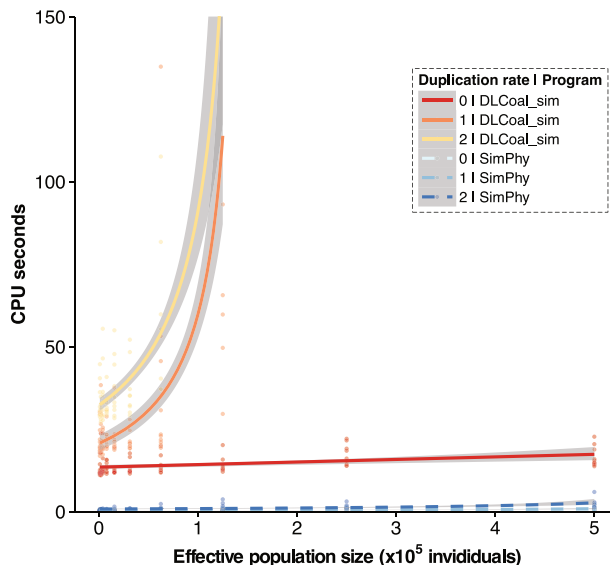 150
100
50
0
CPU seconds
Duplication rate | Program
0 | DLCoal_sim
1 | DLCoal_sim
2 | DLCoal_sim
0 | SimPhy
1 | SimPhy
2 | SimPhy
0 1 2 3 4 5
Effective population size (x10⁵ invididuals)